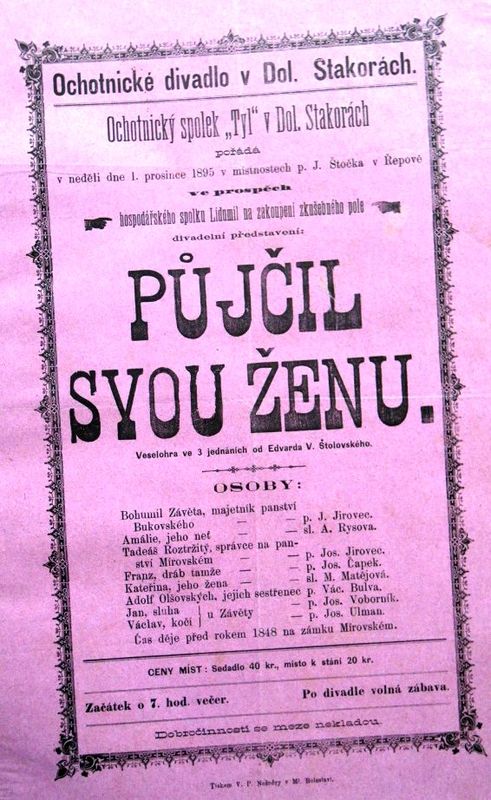 Ochotnické divadlo v Dol. Stakorách.
Ochotnický spolek „Tyl“ v Dol. Stakorách
pořádá
v neděli dne 1. prosince 1895 v místnostech p. J. Štočka v Řepově
ve prospěch
hospodářského spolku Lidumil na zakoupení zkušebného pole
divadelní představení:
PŮJČIL
SVOU ŽENU.
Veselohra ve 3 jednáních od Edvarda V. Štolovského.
OSOBY:
Bohumil Závěta, majetník panství
Bukovského — — p. J. Jirovec.
Amálie, jeho neť — — sl. A. Rysova.
Tadeáš Roztržitý, správce na pan-
ství Mírovském — — p. Jos. Jirovec.
Franz, dráb tamže — — p. Jos. Čapek.
Kateřina, jeho žena — — sl. M. Matějová.
Adolf Olšovských, jejich sestřenec p. Vác. Bulva.
Jan, sluha } u Závěty — p. Jos. Voborník.
Václav, kočí — p. Jos. Ulman.
Čas děje před rokem 1848 na zámku Mírovském.
CENY MÍST: Sedadlo 40 kr., místo k stání 20 kr.
Začátek o 7. hod. večer. Po divadle volná zábava.
Dobročinnosti se meze nekladou.
Tiskem V. P. Nešněry v Ml. Boleslavi.